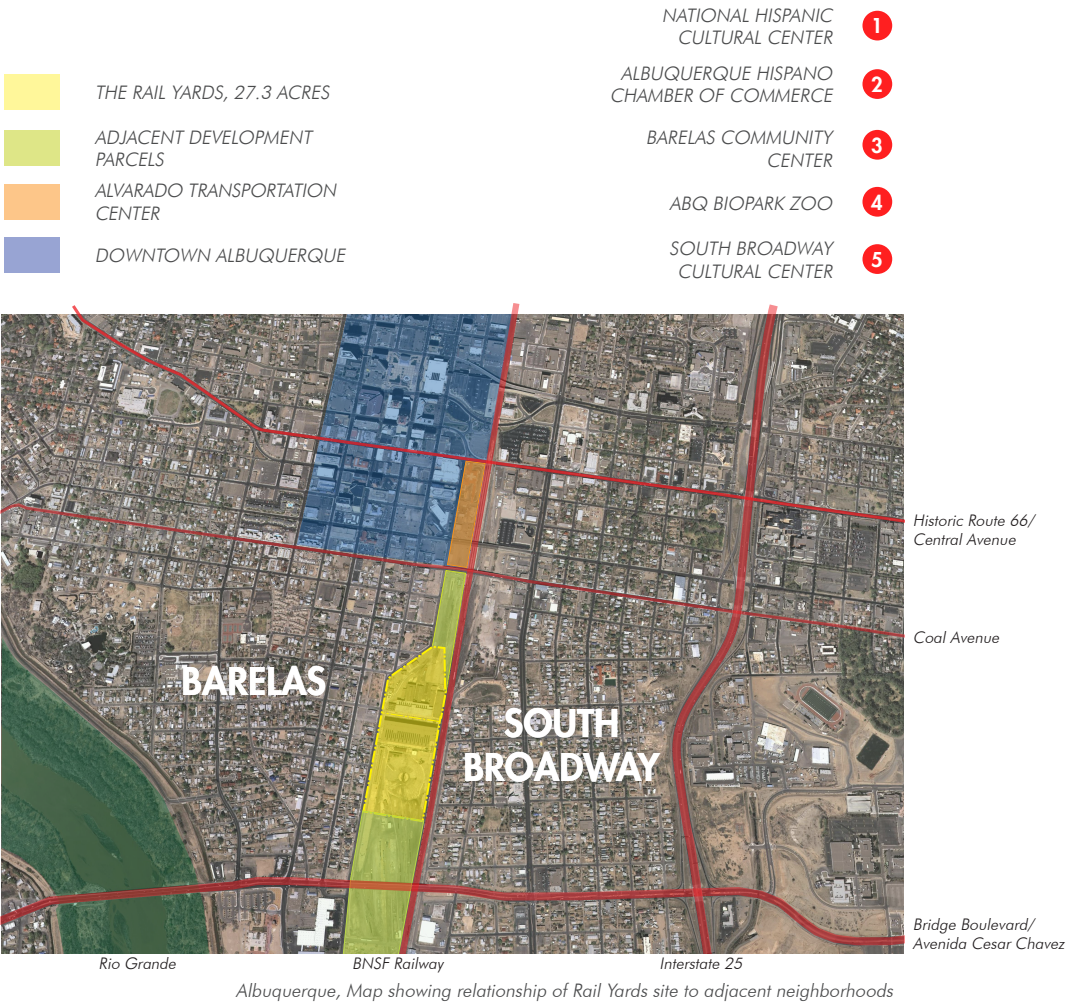 THE RAIL YARDS, 27.3 ACRES
ADJACENT DEVELOPMENT
PARCELS
ALVARADO TRANSPORTATION
CENTER
DOWNTOWN ALBUQUERQUE
NATIONAL HISPANIC
CULTURAL CENTER
1
ALBUQUERQUE HISPANO
CHAMBER OF COMMERCE
2
BARELAS COMMUNITY
CENTER
3
ABQ BIOPARK ZOO
4
SOUTH BROADWAY
CULTURAL CENTER
5
Historic Route 66/
Central Avenue
Coal Avenue
BARELAS
SOUTH
BROADWAY
Bridge Boulevard/
Avenida Cesar Chavez
Rio Grande
BNSF Railway
Interstate 25
Albuquerque, Map showing relationship of Rail Yards site to adjacent neighborhoods